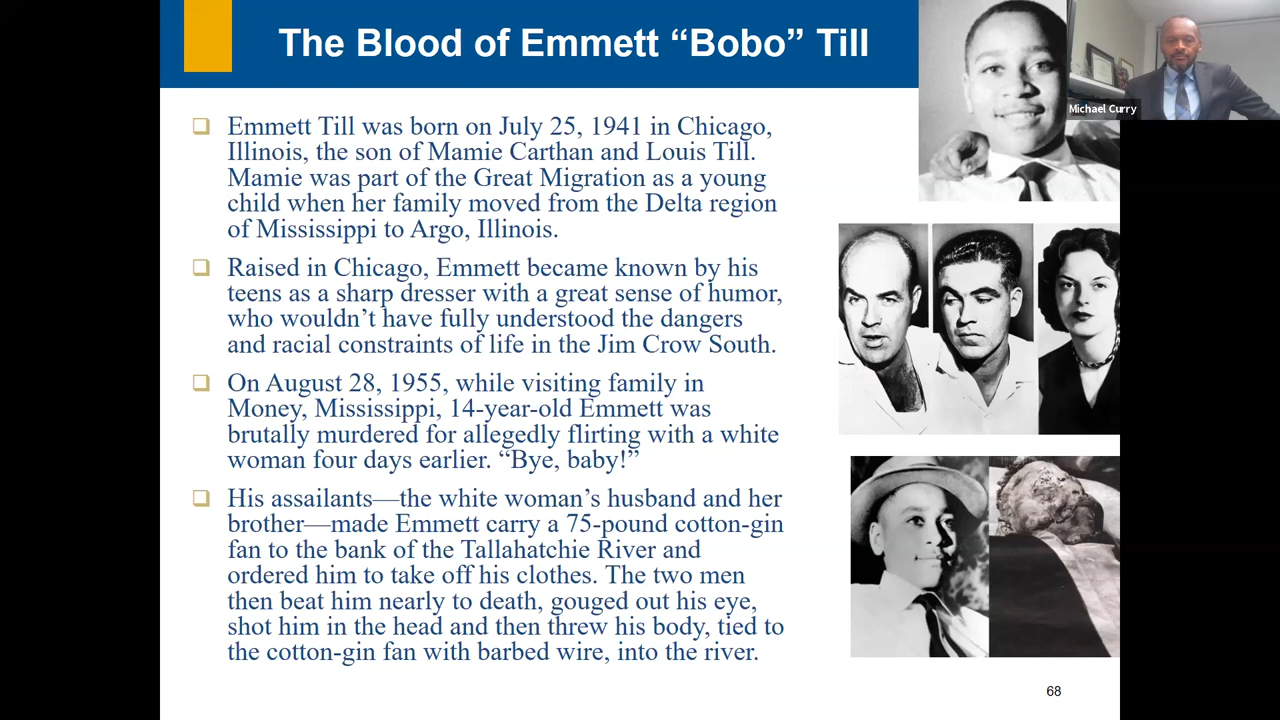 The Blood of Emmett “Bobo” Till
Michael Curry
Emmett Till was born on July 25, 1941 in Chicago,
Illinois, the son of Mamie Carthan and Louis Till.
Mamie was part of the Great Migration as a young
child when her family moved from the Delta region
of Mississippi to Argo, Illinois.
Raised in Chicago, Emmett became known by his
teens as a sharp dresser with a great sense of humor,
who wouldn’t have fully understood the dangers
and racial constraints of life in the Jim Crow South.
On August 28, 1955, while visiting family in
Money, Mississippi, 14-year-old Emmett was
brutally murdered for allegedly flirting with a white
woman four days earlier. “Bye, baby!”
His assailants—the white woman’s husband and her
brother—made Emmett carry a 75-pound cotton-gin
fan to the bank of the Tallahatchie River and
ordered him to take off his clothes. The two men
then beat him nearly to death, gouged out his eye,
shot him in the head and then threw his body, tied to
the cotton-gin fan with barbed wire, into the river.
68